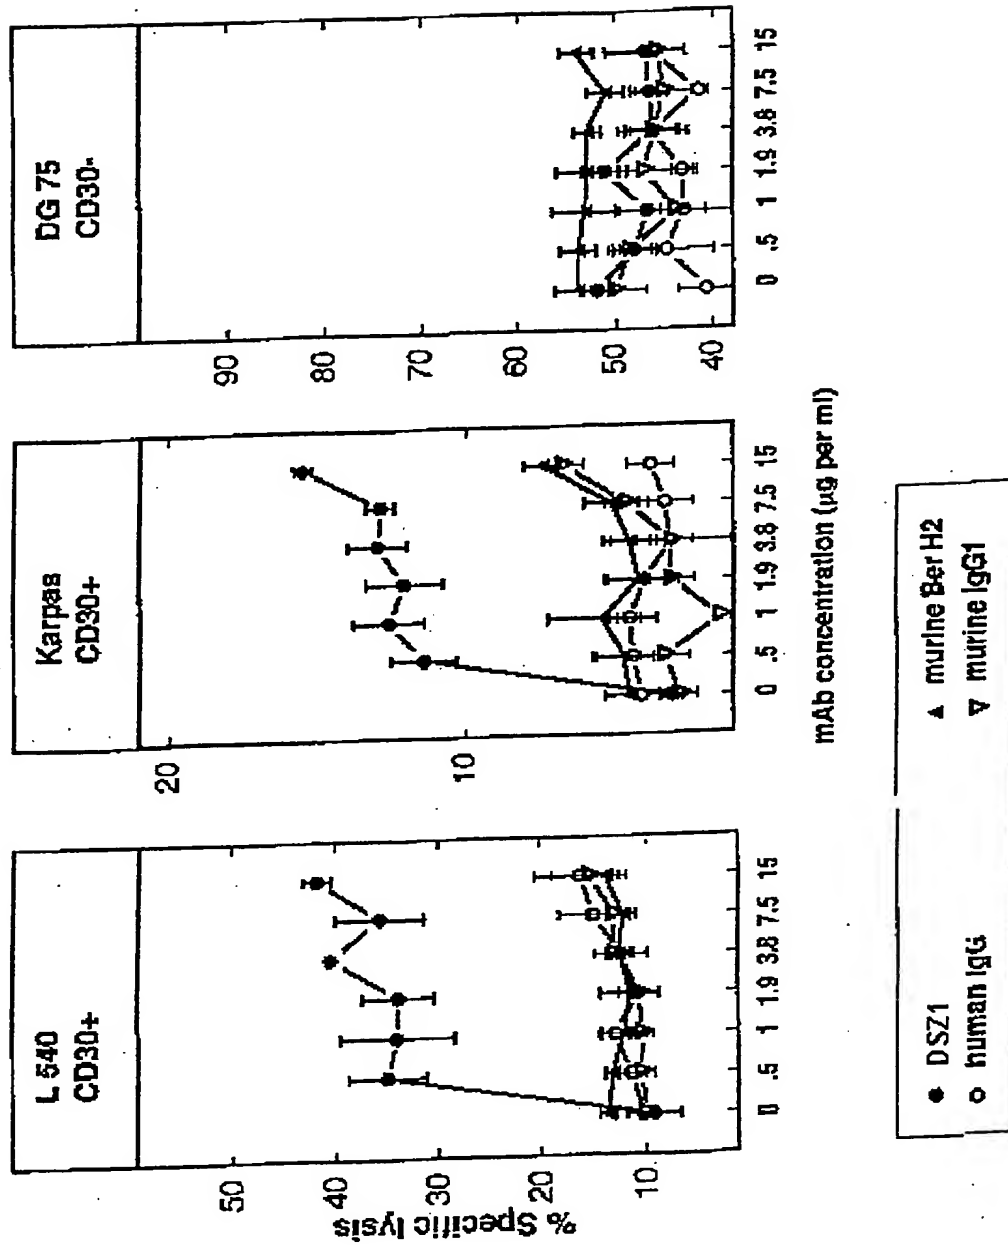 L 540
CD30+
Karpas
CD30+
DG 75
CD30-
% Specific lysis
50
40
30
20
10
0 .5 1 1.9 3.8 7.5 15
20
10
0 .5 1 1.9 3.8 7.5 15
90
80
70
60
50
40
0 .5 1 1.9 3.8 7.5 15
mAb concentration (µg per ml)
● DSZ1 ▲ murine Ber H2
○ human IgG ▽ murine IgG1